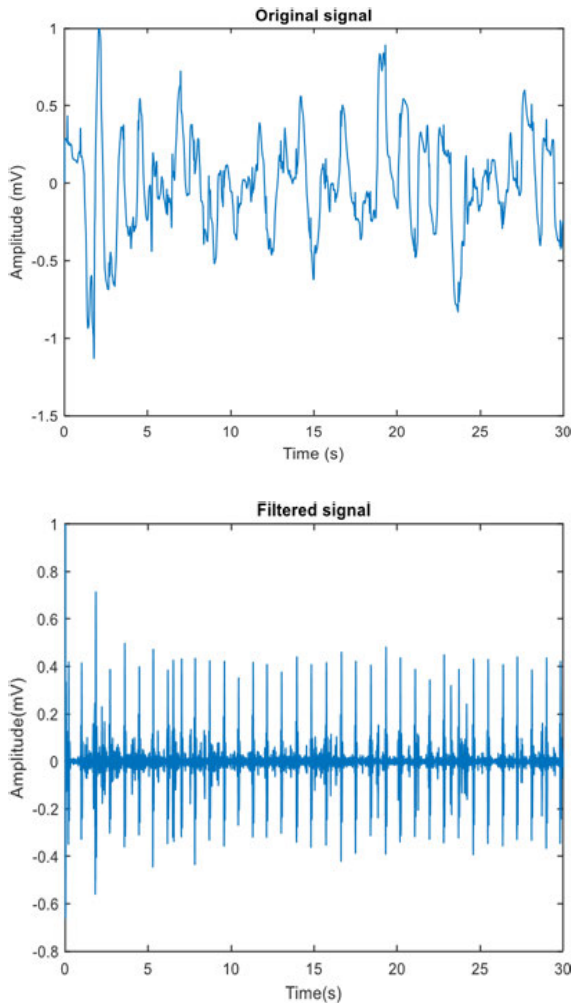 Original signal
1
0.5
0
-0.5
-1
-1.5
Amplitude (mV)
0 5 10 15 20 25 30
Time (s)
Filtered signal
1
0.8
0.6
0.4
0.2
0
-0.2
-0.4
-0.6
-0.8
Amplitude(mV)
0 5 10 15 20 25 30
Time(s)